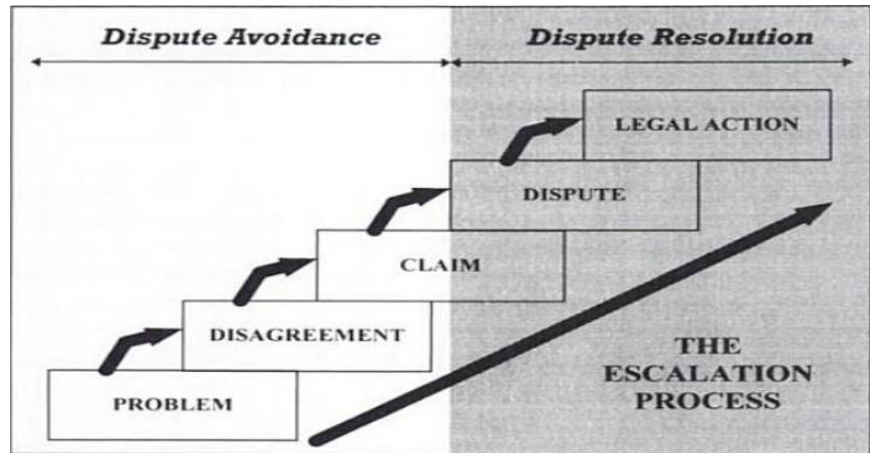 Dispute Avoidance
Dispute Resolution
LEGAL ACTION
DISPUTE
CLAIM
DISAGREEMENT
PROBLEM
THE
ESCALATION
PROCESS